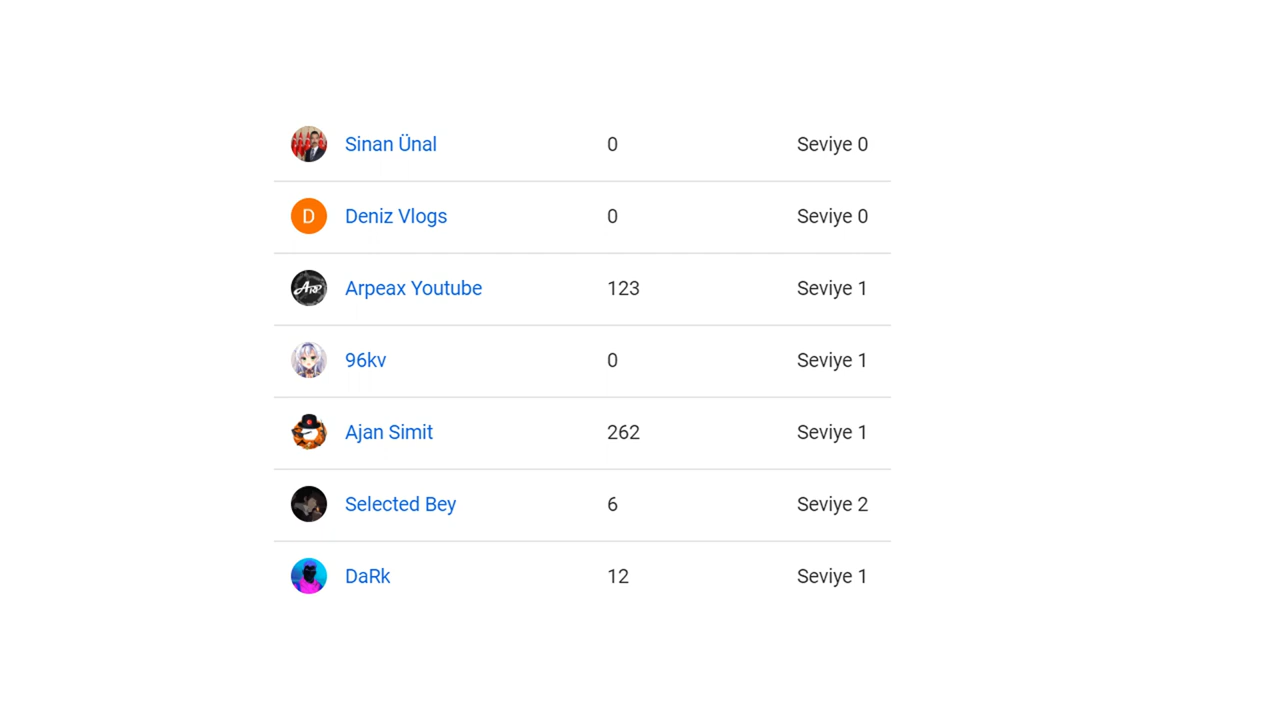 Sinan Ünal 0 Seviye 0
D Deniz Vlogs 0 Seviye 0
ARP Arpeax Youtube 123 Seviye 1
96kv 0 Seviye 1
Ajan Simit 262 Seviye 1
Selected Bey 6 Seviye 2
DaRk 12 Seviye 1